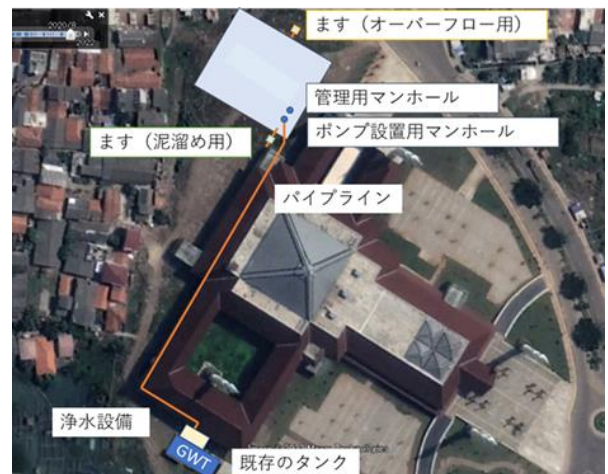 2020/8
ます（オーバーフロー用）
管理用マンホール
ポンプ設置用マンホール
ます（泥溜め用）
パイプライン
浄水設備
GWT
既存のタンク